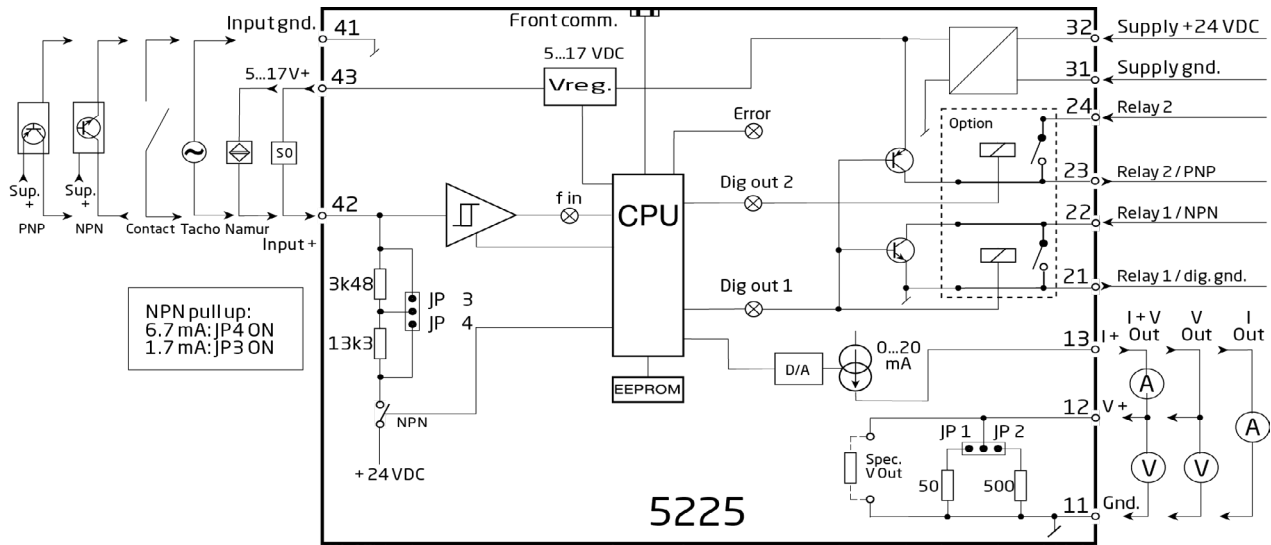 Input gnd. 41
Front comm.
32 Supply +24 VDC
5...17V+ 43
5...17 VDC
Vreg.
31 Supply gnd.
24 Relay 2
Option
Error
S0
23 Relay 2/PNP
Sup.
+
Sup.
+
PNP
NPN
Contact
Tacho
Namur
42
Input +
f in
CPU
Dig out 2
22 Relay 1/NPN
3k48
JP 3
JP 4
13k3
NPN pull up:
6.7 mA: JP4 ON
1.7 mA: JP3 ON
Dig out 1
21 Relay 1/dig. gnd.
13 I+
I + V
Out
V
Out
I
Out
D/A
0...20
mA
EEPROM
A
NPN
12 V +
A
+24 VDC
JP 1 JP 2
Spec.
V Out
V
V
50
500
11 Gnd.
5225